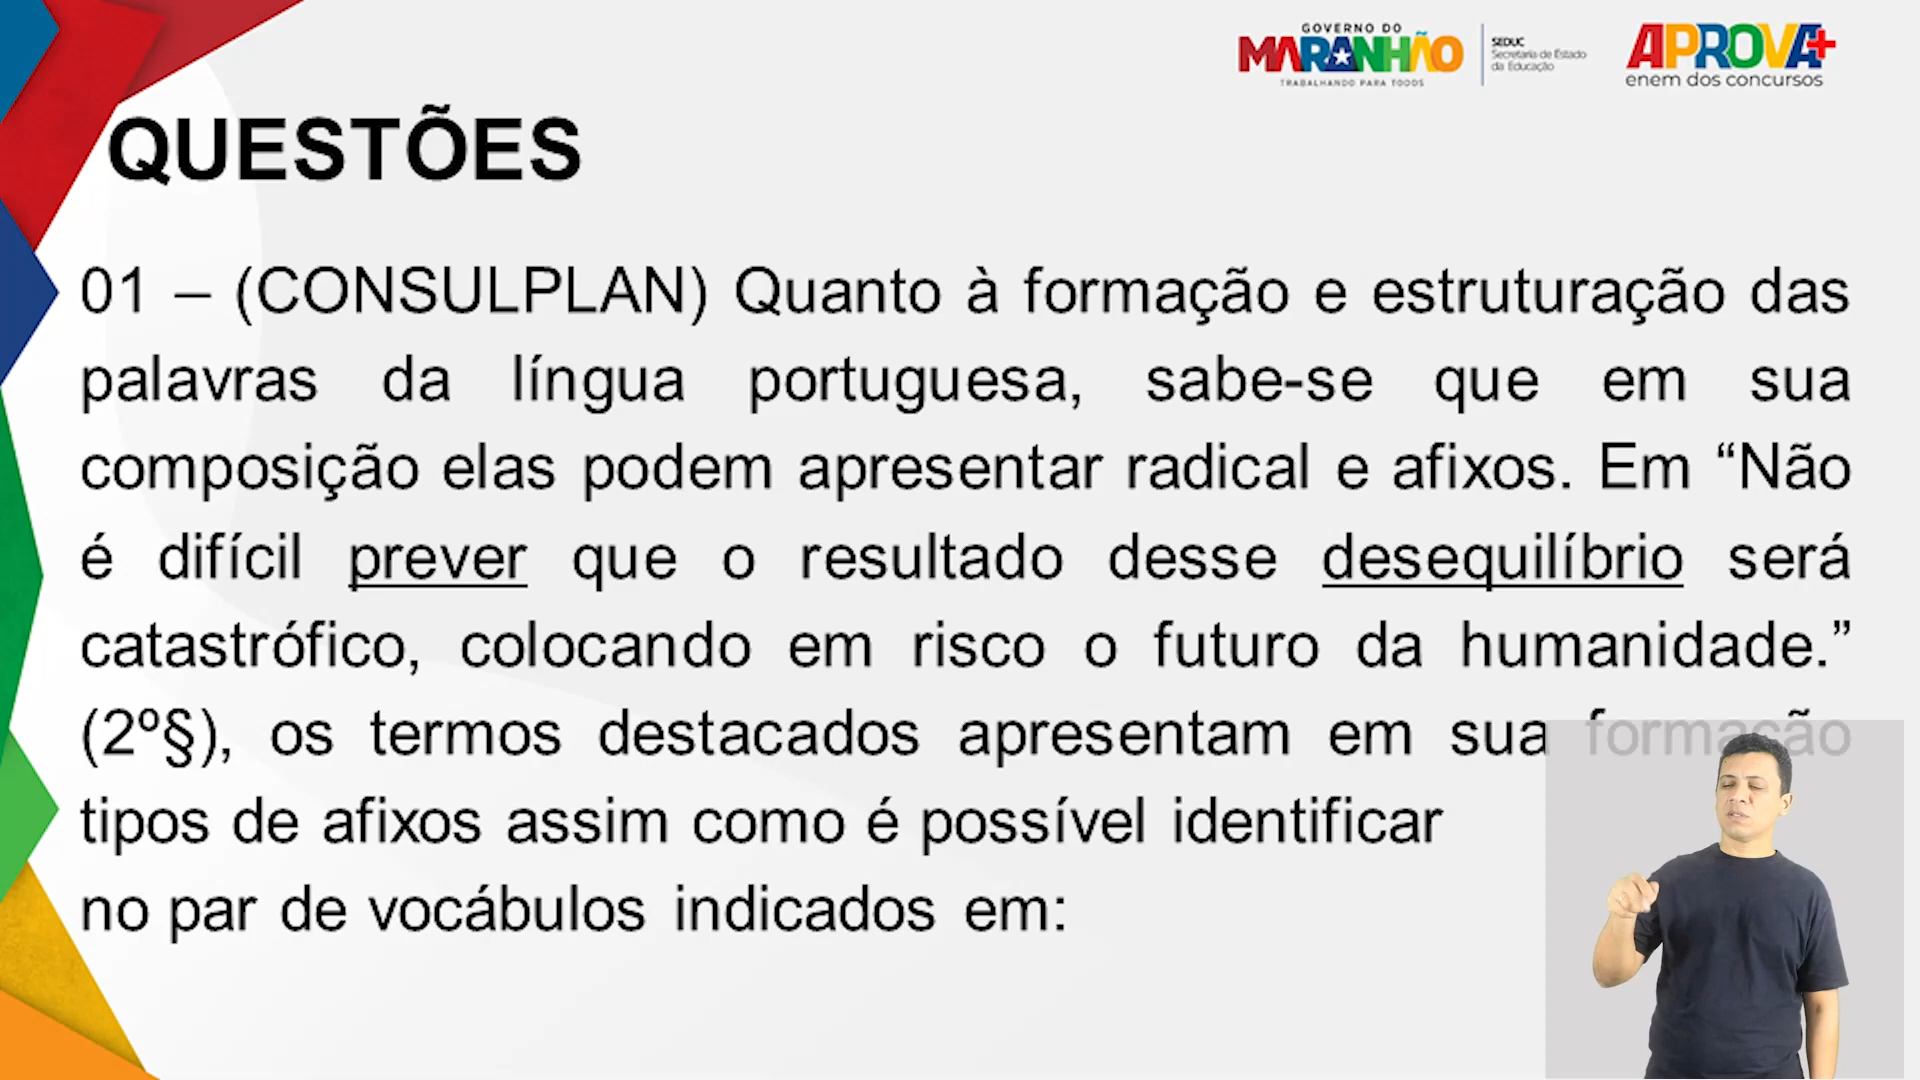 GOVERNO DO
MARANHÃO
TRABALHANDO PARA TODOS
SEDUC
Secretaria de Estado
da Educação
APROVA+
enem dos concursos
QUESTÕES
01 – (CONSULPLAN) Quanto à formação e estruturação das
palavras da língua portuguesa, sabe-se que em sua
composição elas podem apresentar radical e afixos. Em “Não
é difícil prever que o resultado desse desequilíbrio será
catastrófico, colocando em risco o futuro da humanidade.”
(2º§), os termos destacados apresentam em sua formação
tipos de afixos assim como é possível identificar
no par de vocábulos indicados em: